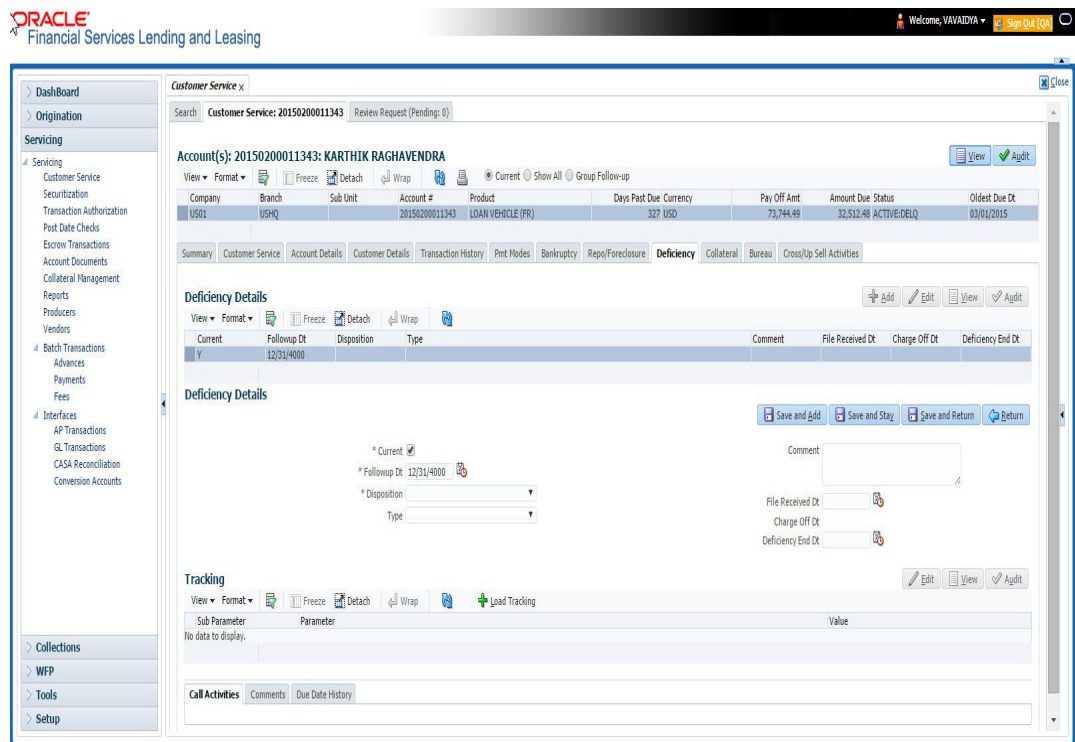 ORACLE
Financial Services Lending and Leasing
Welcome, VAVAIDYA
Sign Out [QA]
DashBoard
Origination
Servicing
Servicing
Customer Service
Securitization
Transaction Authorization
Post Date Checks
Escrow Transactions
Account Documents
Collateral Management
Reports
Producers
Vendors
Batch Transactions
Advances
Payments
Fees
Interfaces
AP Transactions
GL Transactions
CASA Reconciliation
Conversion Accounts
Collections
WFP
Tools
Setup
Customer Service x
Close
Search Customer Service: 20150200011343 Review Request (Pending: 0)
Account(s): 20150200011343: KARTHIK RAGHAVENDRA
View Audit
View Format Freeze Detach Wrap Current Show All Group Follow-up
Company Branch Sub Unit Account # Product Days Past Due Currency Pay Off Amt Amount Due Status Oldest Due Dt
US01 USHQ 20150200011343 LOAN VEHICLE (FR) 327 USD 73,744.49 32,512.48 ACTIVE:DELQ 03/01/2015
Summary Customer Service Account Details Customer Details Transaction History Pmt Modes Bankruptcy Repo/Foreclosure Deficiency Collateral Bureau Cross/Up Sell Activities
Deficiency Details
Add Edit View Audit
View Format Freeze Detach Wrap
Current Followup Dt Disposition Type Comment File Received Dt Charge Off Dt Deficiency End Dt
Y 12/31/4000
Deficiency Details
Save and Add Save and Stay Save and Return Return
* Current
* Followup Dt 12/31/4000
* Disposition
Type
Comment
File Received Dt
Charge Off Dt
Deficiency End Dt
Tracking
Edit View Audit
View Format Freeze Detach Wrap Load Tracking
Sub Parameter Parameter Value
No data to display.
Call Activities Comments Due Date History